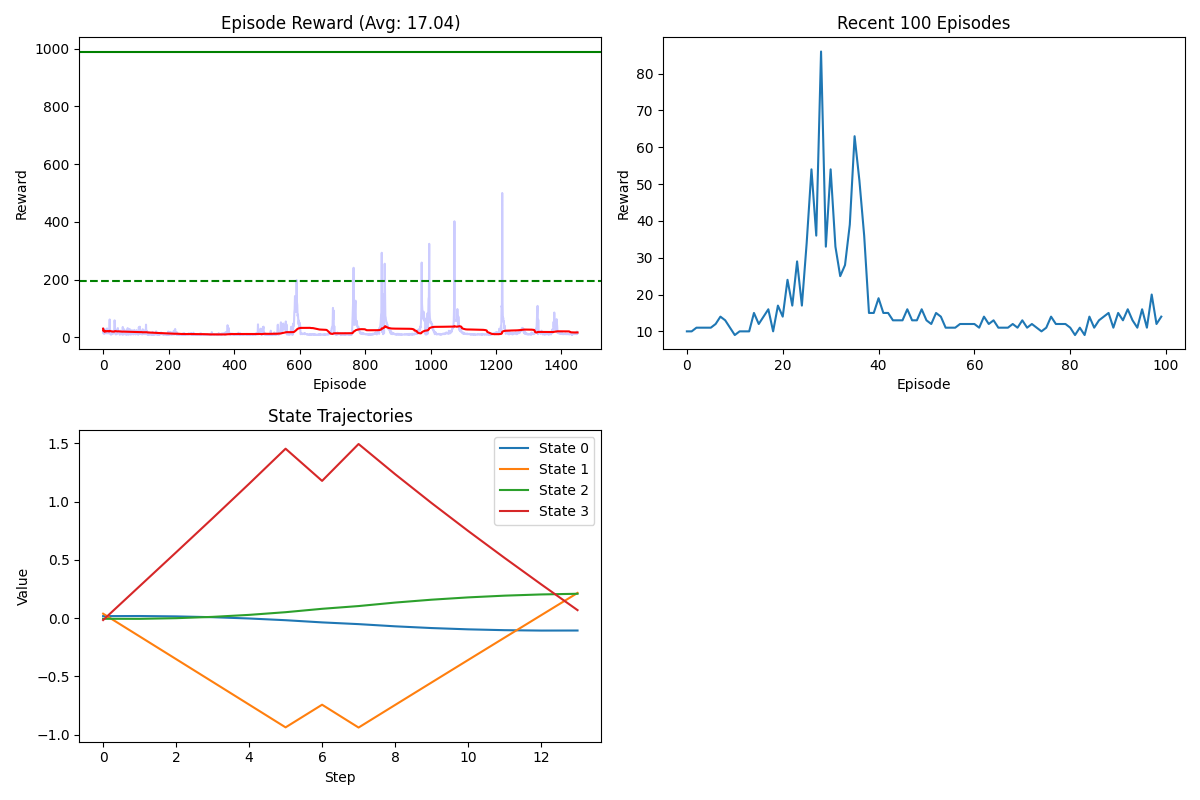 Episode Reward (Avg: 17.04)
1000
800
600
400
200
0
Reward
0 200 400 600 800 1000 1200 1400
Episode
Recent 100 Episodes
80
70
60
50
40
30
20
10
Reward
0 20 40 60 80 100
Episode
State Trajectories
1.5
1.0
0.5
0.0
−0.5
−1.0
Value
State 0
State 1
State 2
State 3
0 2 4 6 8 10 12
Step